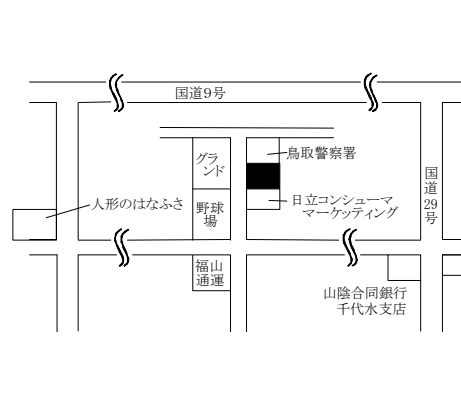 国道9号
グラ
ンド
鳥取警察署
国道29号
人形のはなふさ
野球
場
日立コンシューマ
マーケッティング
福山
通運
山陰合同銀行
千代水支店